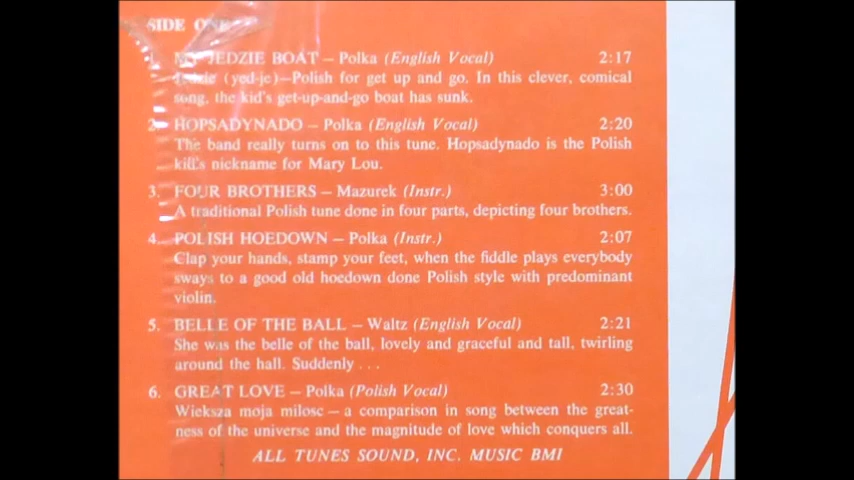 SIDE ONE
1. MY JEDZIE BOAT – Polka (English Vocal) 2:17
Jedzie (yed-je)—Polish for get up and go. In this clever, comical
song, the kid's get-up-and-go boat has sunk.
2. HOPSADYNADO – Polka (English Vocal) 2:20
The band really turns on to this tune. Hopsadynado is the Polish
kid's nickname for Mary Lou.
3. FOUR BROTHERS – Mazurek (Instr.) 3:00
A traditional Polish tune done in four parts, depicting four brothers.
4. POLISH HOEDOWN – Polka (Instr.) 2:07
Clap your hands, stamp your feet, when the fiddle plays everybody
sways to a good old hoedown done Polish style with predominant
violin.
5. BELLE OF THE BALL – Waltz (English Vocal) 2:21
She was the belle of the ball, lovely and graceful and tall, twirling
around the hall. Suddenly . . .
6. GREAT LOVE – Polka (Polish Vocal) 2:30
Wieksza moja milosc – a comparison in song between the great-
ness of the universe and the magnitude of love which conquers all.
ALL TUNES SOUND, INC. MUSIC BMI